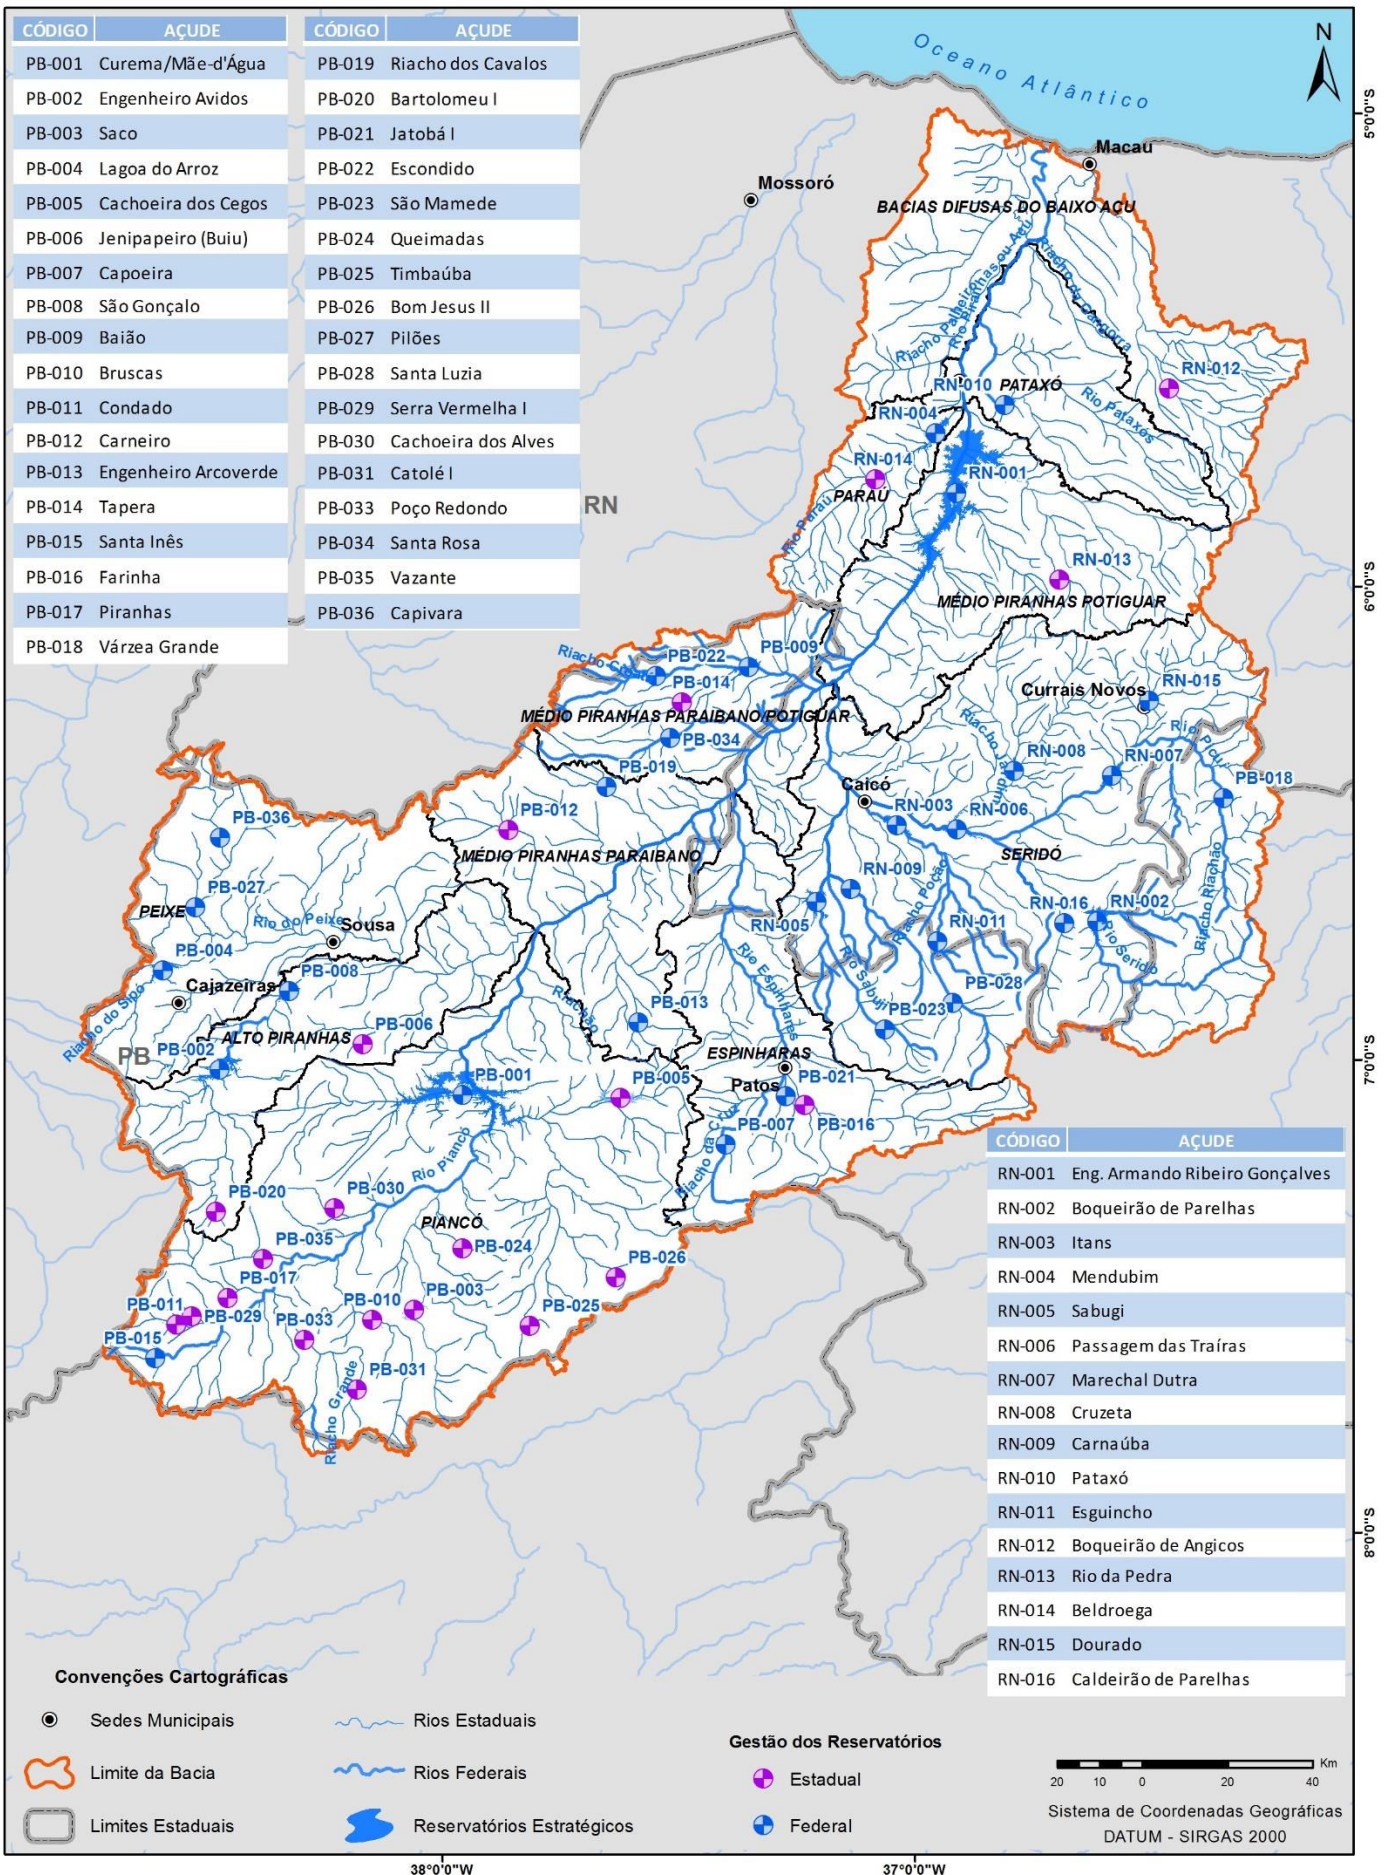 CÓDIGO AÇUDE
PB-001 Curema/Mãe-d'Água
PB-002 Engenheiro Avidos
PB-003 Saco
PB-004 Lagoa do Arroz
PB-005 Cachoeira dos Cegos
PB-006 Jenipapeiro (Buiu)
PB-007 Capoeira
PB-008 São Gonçalo
PB-009 Baião
PB-010 Bruscas
PB-011 Condado
PB-012 Carneiro
PB-013 Engenheiro Arcoverde
PB-014 Tapera
PB-015 Santa Inês
PB-016 Farinha
PB-017 Piranhas
PB-018 Várzea Grande
CÓDIGO AÇUDE
PB-019 Riacho dos Cavalos
PB-020 Bartolomeu I
PB-021 Jatobá I
PB-022 Escondido
PB-023 São Mamede
PB-024 Queimadas
PB-025 Timbaúba
PB-026 Bom Jesus II
PB-027 Pilões
PB-028 Santa Luzia
PB-029 Serra Vermelha I
PB-030 Cachoeira dos Alves
PB-031 Catolé I
PB-033 Poço Redondo
PB-034 Santa Rosa
PB-035 Vazante
PB-036 Capivara
Oceano Atlântico
N
5°0'0"S
Macau
Mossoró
BACIAS DIFUSAS DO BAIXO AÇU
Riacho Palheiro
Rio Piranhas ou Açu
Riacho da Gangorra
RN-012
RN-010
PATAXÓ
RN-004
Rio Pataxós
RN-014
RN-001
PARAÚ
RN
Rio Paraú
RN-013
6°0'0"S
MÉDIO PIRANHAS POTIGUAR
PB-009
PB-022
PB-014
RN-015
Currais Novos
MÉDIO PIRANHAS PARAIBANO/POTIGUAR
PB-034
Rio Picuí
RN-008
RN-007
PB-019
PB-018
Caicó
RN-003
RN-006
PB-012
PB-036
MÉDIO PIRANHAS PARAIBANO
SERIDÓ
RN-009
Riacho Poção
PB-027
PEIXE
Rio do Peixe
Sousa
RN-005
RN-011
RN-016
RN-002
Riacho Riachão
Rio Seridó
PB-004
PB-008
Rio Espinharas
Rio Sabuji
Cajazeiras
Riacho do Sipó
Riachão
PB-013
PB-028
PB-023
ALTO PIRANHAS
PB-006
PB
PB-002
ESPINHARAS
7°0'0"S
PB-001
PB-005
Patos
PB-021
PB-007
PB-016
Riacho da Cruz
Rio Piancó
PB-020
PB-030
PIANCÓ
PB-035
PB-024
PB-026
PB-017
PB-011
PB-029
PB-010
PB-003
PB-025
PB-015
PB-033
PB-031
Riacho Grande
CÓDIGO AÇUDE
RN-001 Eng. Armando Ribeiro Gonçalves
RN-002 Boqueirão de Parelhas
RN-003 Itans
RN-004 Mendubim
RN-005 Sabugi
RN-006 Passagem das Traíras
RN-007 Marechal Dutra
RN-008 Cruzeta
RN-009 Carnaúba
RN-010 Pataxó
RN-011 Esguincho
RN-012 Boqueirão de Angicos
RN-013 Rio da Pedra
RN-014 Beldroega
RN-015 Dourado
RN-016 Caldeirão de Parelhas
8°0'0"S
Convenções Cartográficas
Sedes Municipais
Limite da Bacia
Limites Estaduais
Rios Estaduais
Rios Federais
Reservatórios Estratégicos
Gestão dos Reservatórios
Estadual
Federal
Km
20 10 0 20 40
Sistema de Coordenadas Geográficas
DATUM - SIRGAS 2000
38°0'0"W
37°0'0"W